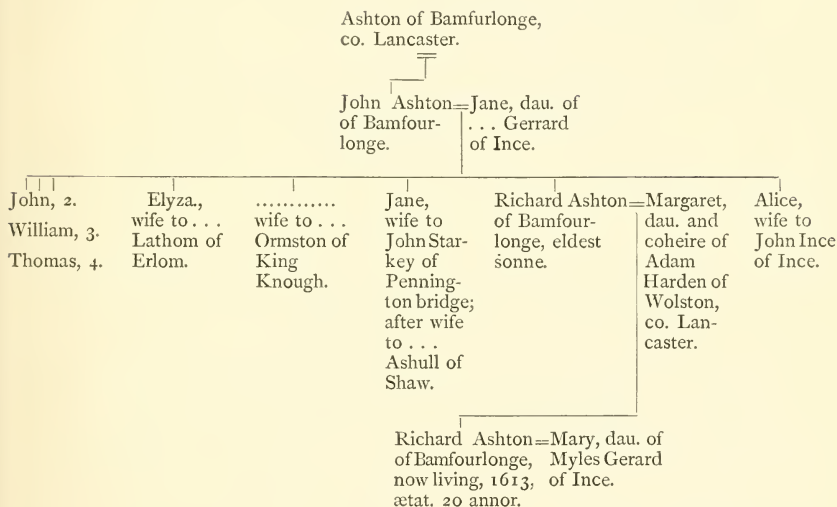 Ashton of Bamfurlonge,
co. Lancaster.
John Ashton=Jane, dau. of
of Bamfour-
longe.
. . . Gerrard
of Ince.
John, 2.
William, 3.
Thomas, 4.
Elyza.,
wife to . . .
Lathom of
Erlom.
............
wife to . . .
Ormston of
King
Knough.
Jane,
wife to
John Star-
key of
Penning-
ton bridge;
after wife
to . . .
Ashull of
Shaw.
Richard Ashton=Margaret,
of Bamfour-
longe, eldest
sonne.
dau. and
coheire of
Adam
Harden of
Wolston,
co. Lan-
caster.
Alice,
wife to
John Ince
of Ince.
Richard Ashton=Mary, dau. of
of Bamfourlonge,
now living, 1613,
ætat. 20 annor.
Myles Gerard
of Ince.